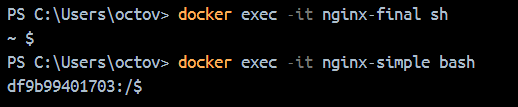 PS C:\Users\octov> docker exec -it nginx-final sh
~ $
PS C:\Users\octov> docker exec -it nginx-simple bash
df9b99401703:/$